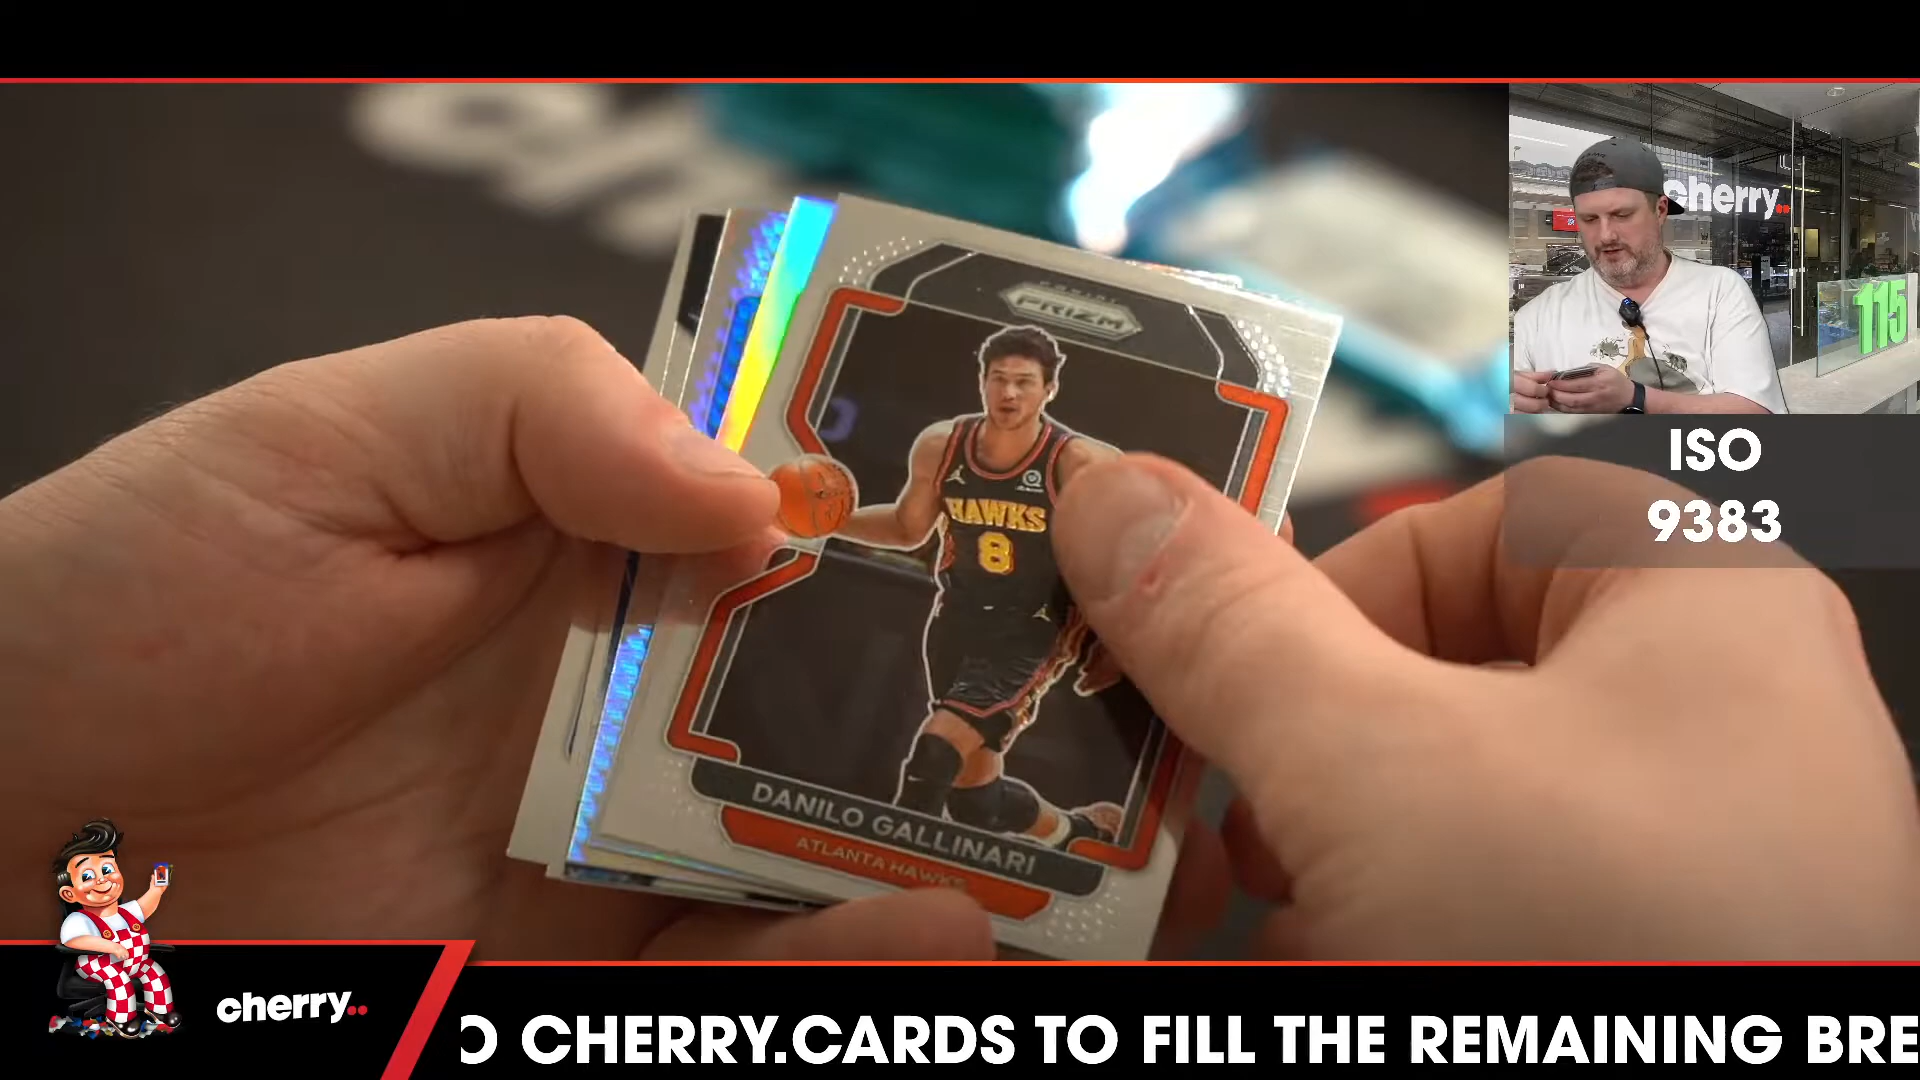 cherry..
115
ISO
9383
PANINI
PRIZM
HAWKS
8
DANILO GALLINARI
ATLANTA HAWKS
cherry..
O CHERRY.CARDS TO FILL THE REMAINING BRE